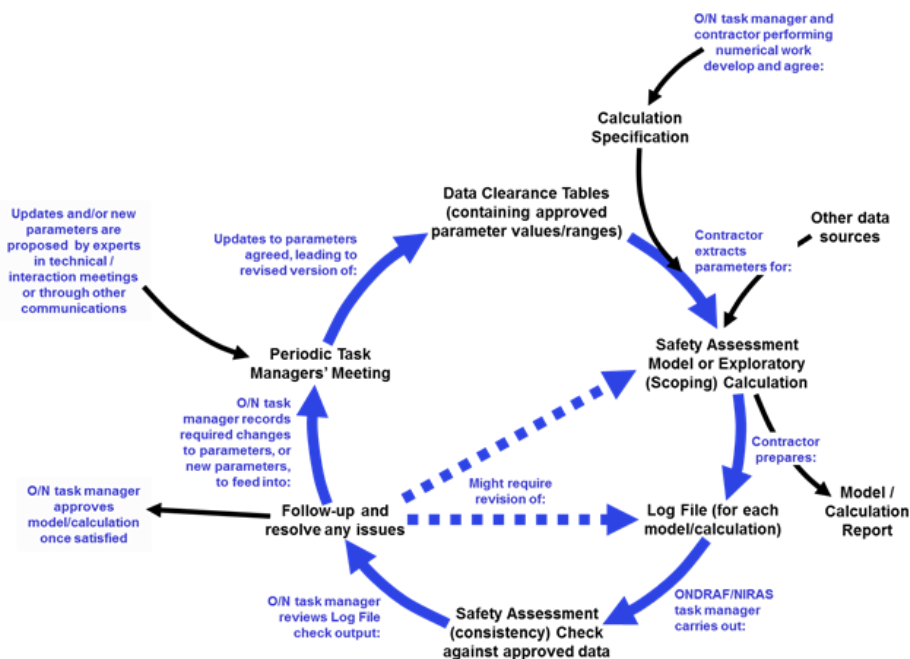 O/N task manager and
contractor performing
numerical work
develop and agree:
Calculation
Specification
Data Clearance Tables
(containing approved
parameter values/ranges)
Other data
sources
Updates and/or new
parameters are
proposed by experts
in technical /
interaction meetings
or through other
communications
Updates to parameters
agreed, leading to
revised version of:
Contractor
extracts
parameters for:
Periodic Task
Managers' Meeting
Safety Assessment
Model or Exploratory
(Scoping) Calculation
O/N task
manager records
required changes
to parameters, or
new parameters,
to feed into:
Contractor
prepares:
Might require
revision of:
O/N task manager
approves
model/calculation
once satisfied
Follow-up and
resolve any issues
Log File (for each
model/calculation)
Model /
Calculation
Report
O/N task manager
reviews Log File
check output:
Safety Assessment
(consistency) Check
against approved data
ONDRAF/NIRAS
task manager
carries out: